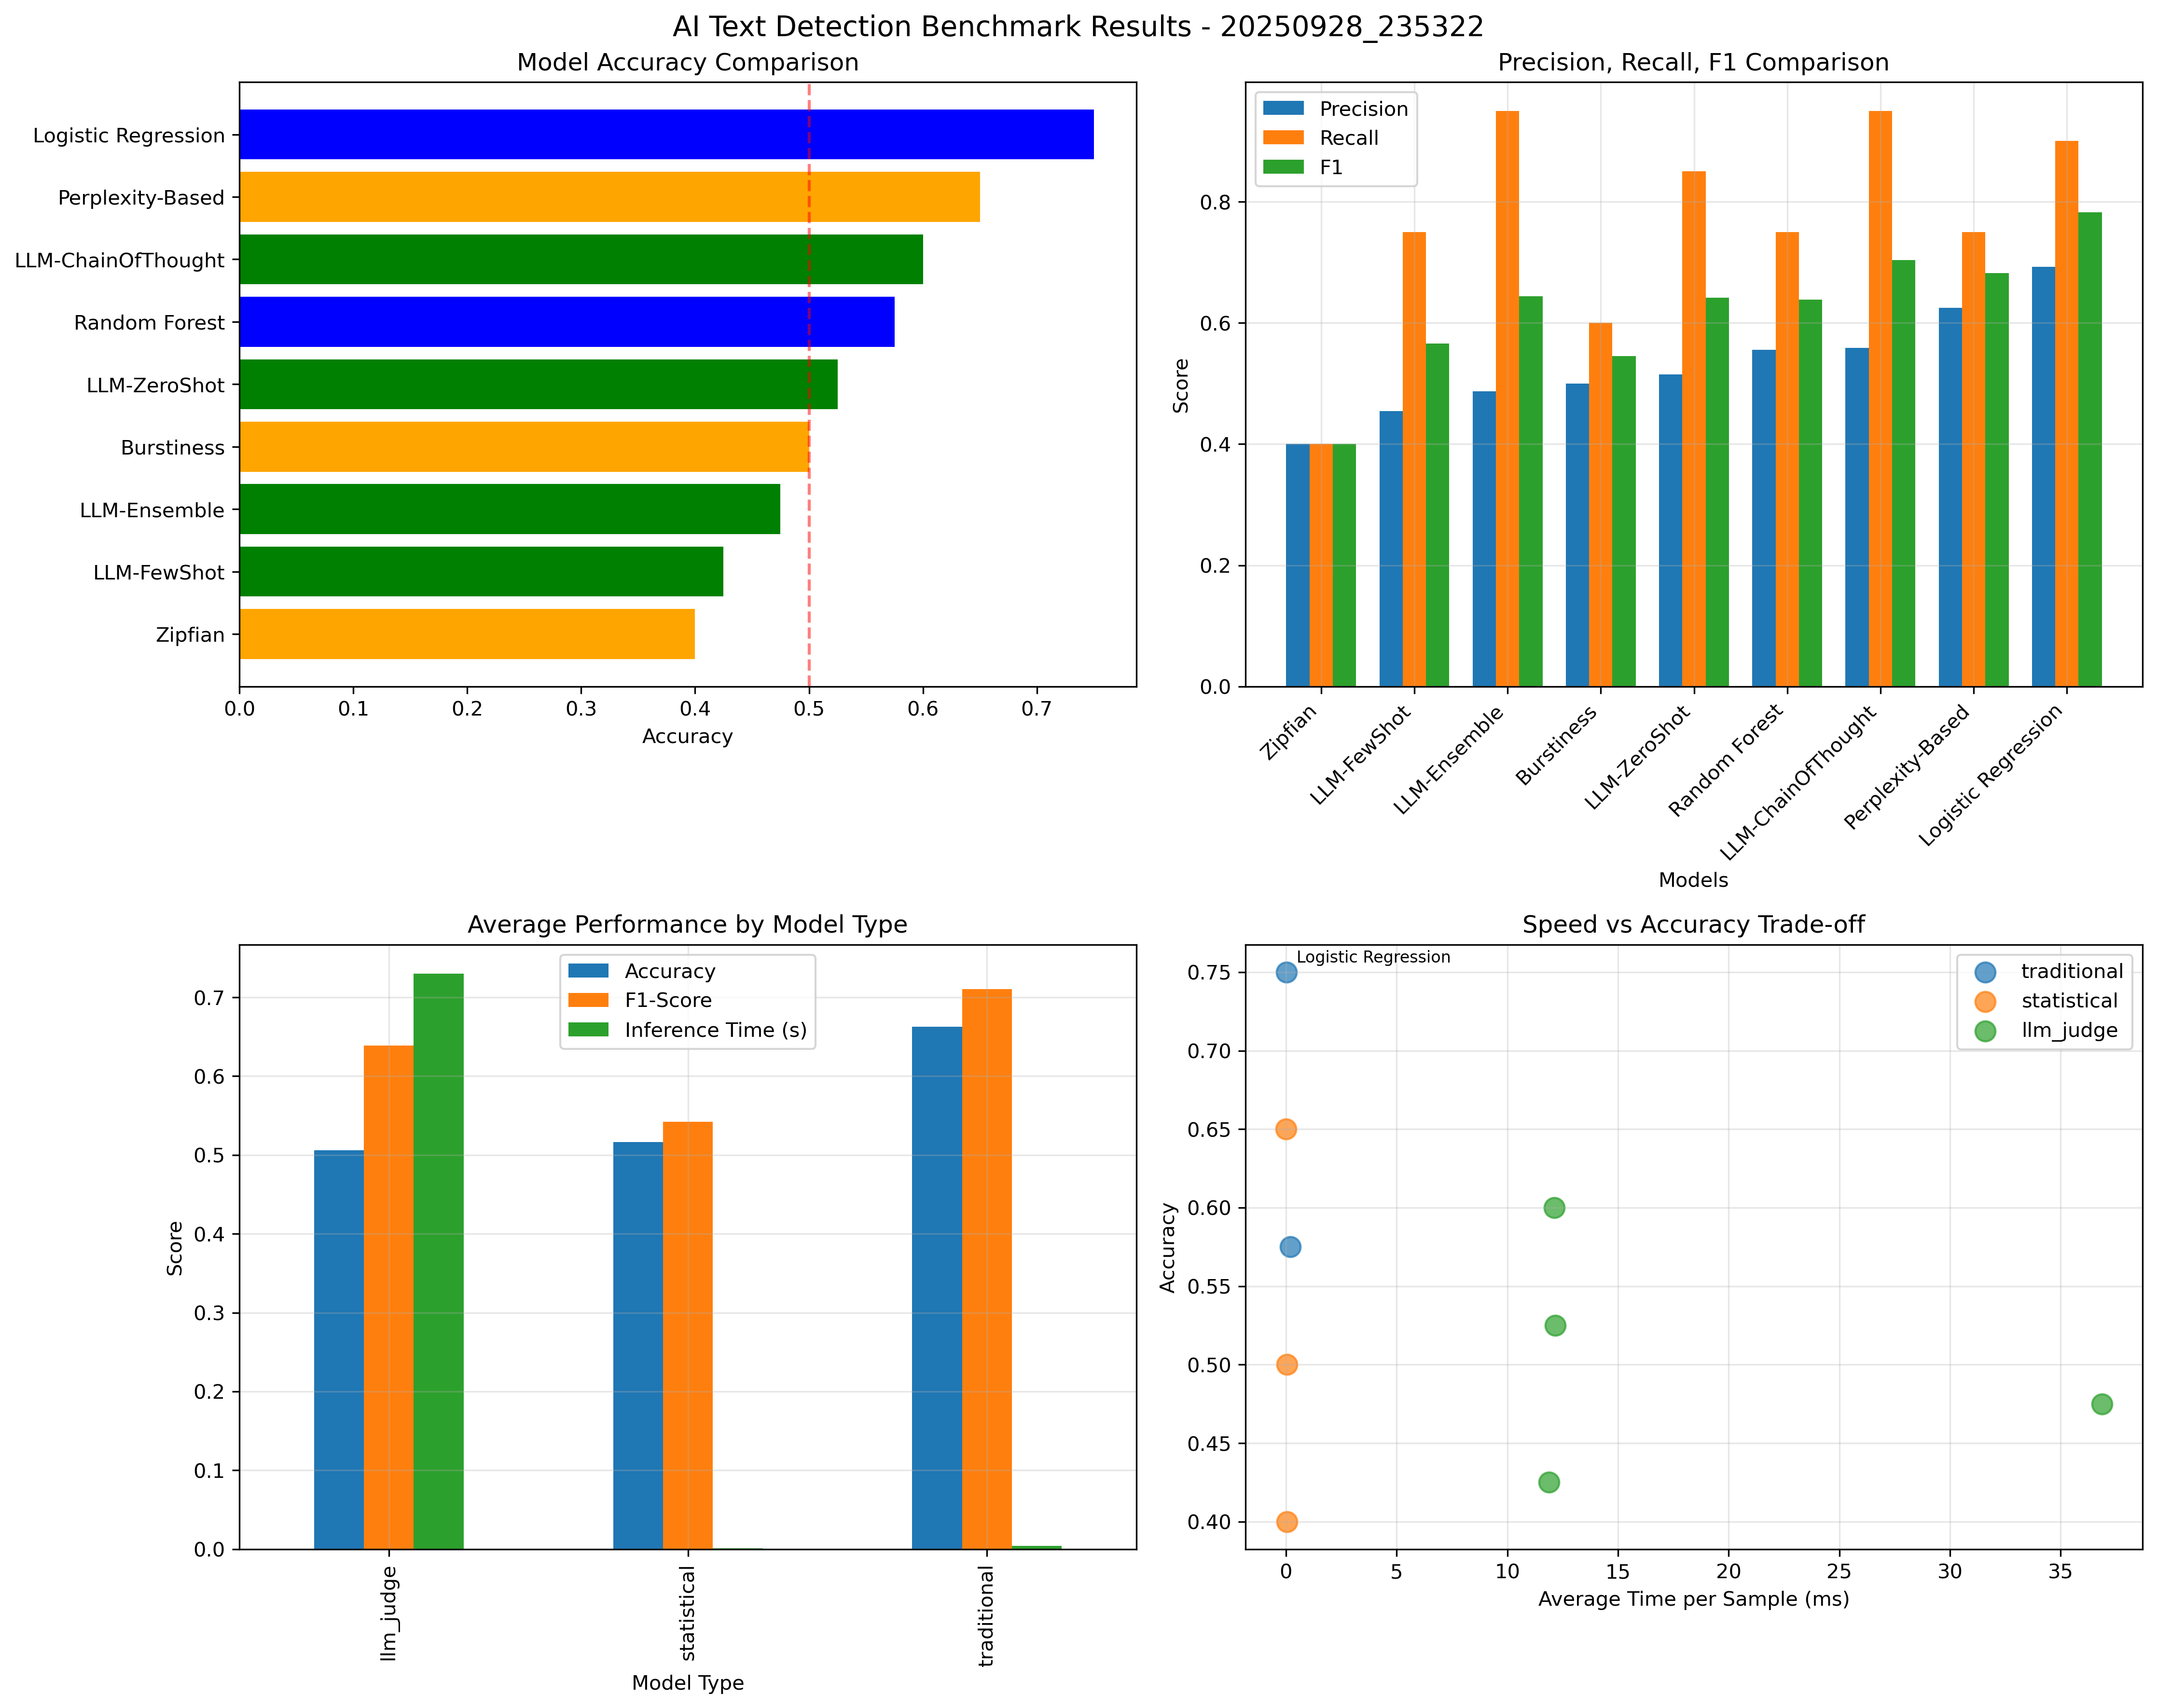 AI Text Detection Benchmark Results - 20250928_235322
Model Accuracy Comparison
Logistic Regression
Perplexity-Based
LLM-ChainOfThought
Random Forest
LLM-ZeroShot
Burstiness
LLM-Ensemble
LLM-FewShot
Zipfian
0.0 0.1 0.2 0.3 0.4 0.5 0.6 0.7
Accuracy
Precision, Recall, F1 Comparison
Precision
Recall
F1
0.8
0.6
0.4
0.2
0.0
Score
Zipfian
LLM-FewShot
LLM-Ensemble
Burstiness
LLM-ZeroShot
Random Forest
LLM-ChainOfThought
Perplexity-Based
Logistic Regression
Models
Average Performance by Model Type
Accuracy
F1-Score
Inference Time (s)
0.7
0.6
0.5
0.4
0.3
0.2
0.1
0.0
Score
llm_judge
statistical
traditional
Model Type
Speed vs Accuracy Trade-off
Logistic Regression
traditional
statistical
llm_judge
0.75
0.70
0.65
0.60
0.55
0.50
0.45
0.40
Accuracy
0 5 10 15 20 25 30 35
Average Time per Sample (ms)